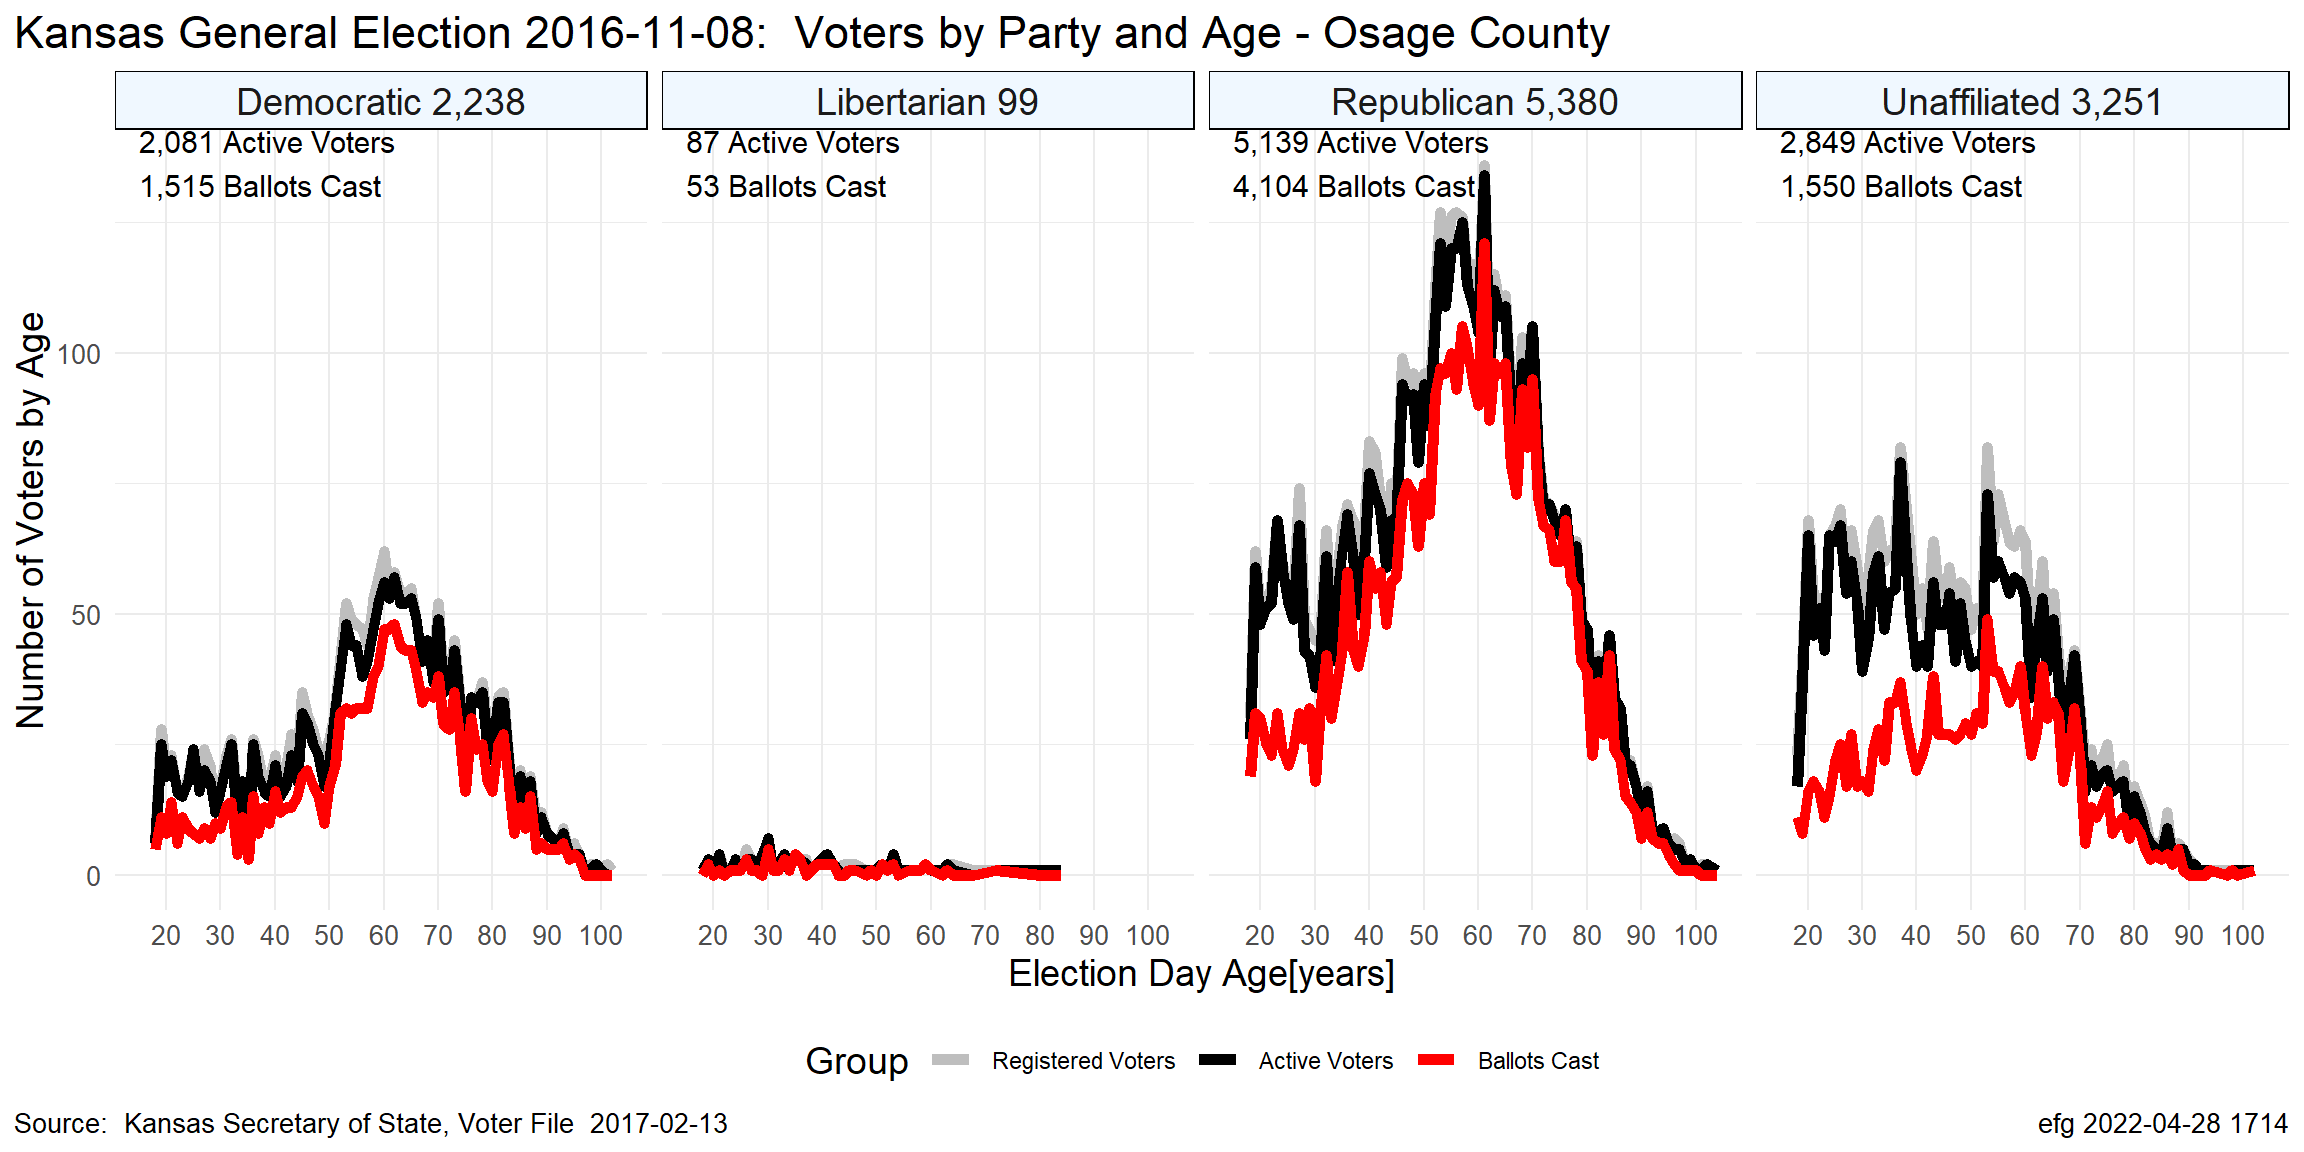 Kansas General Election 2016-11-08:  Voters by Party and Age - Osage County
Democratic 2,238
Libertarian 99
Republican 5,380
Unaffiliated 3,251
2,081 Active Voters
1,515 Ballots Cast
87 Active Voters
53 Ballots Cast
5,139 Active Voters
4,104 Ballots Cast
2,849 Active Voters
1,550 Ballots Cast
Number of Voters by Age
100
50
0
20 30 40 50 60 70 80 90 100
20 30 40 50 60 70 80 90 100
20 30 40 50 60 70 80 90 100
20 30 40 50 60 70 80 90 100
Election Day Age[years]
Group Registered Voters Active Voters Ballots Cast
Source:  Kansas Secretary of State, Voter File  2017-02-13
efg 2022-04-28 1714